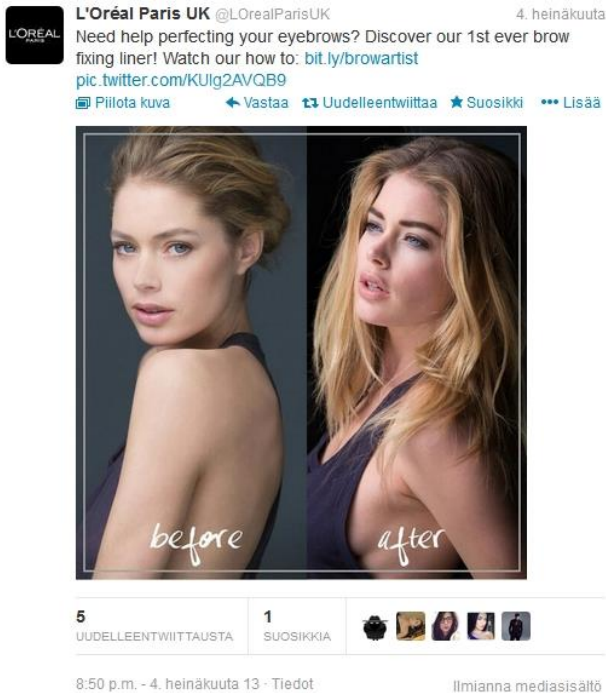 L'Oréal Paris UK @LOrealParisUK 4. heinäkuuta
L'ORÉAL
PARIS
Need help perfecting your eyebrows? Discover our 1st ever brow
fixing liner! Watch our how to: bit.ly/browartist
pic.twitter.com/KUlg2AVQB9
Piilota kuva Vastaa Uudelleentwiittaa Suosikki ••• Lisää
before after
5 1
UUDELLEENTWIITTAUSTA SUOSIKKIA
8:50 p.m. - 4. heinäkuuta 13 · Tiedot Ilmianna mediasisältö